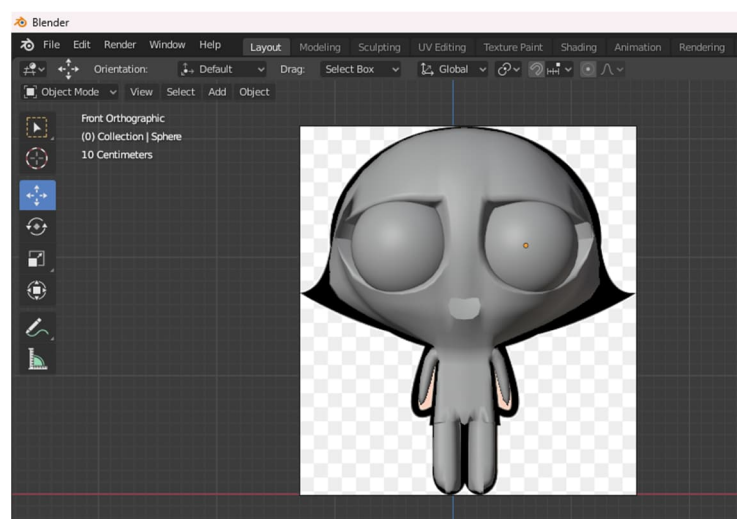 Blender
File Edit Render Window Help Layout Modeling Sculpting UV Editing Texture Paint Shading Animation Rendering
Orientation: Default Drag: Select Box Global
Object Mode View Select Add Object
Front Orthographic
(0) Collection | Sphere
10 Centimeters